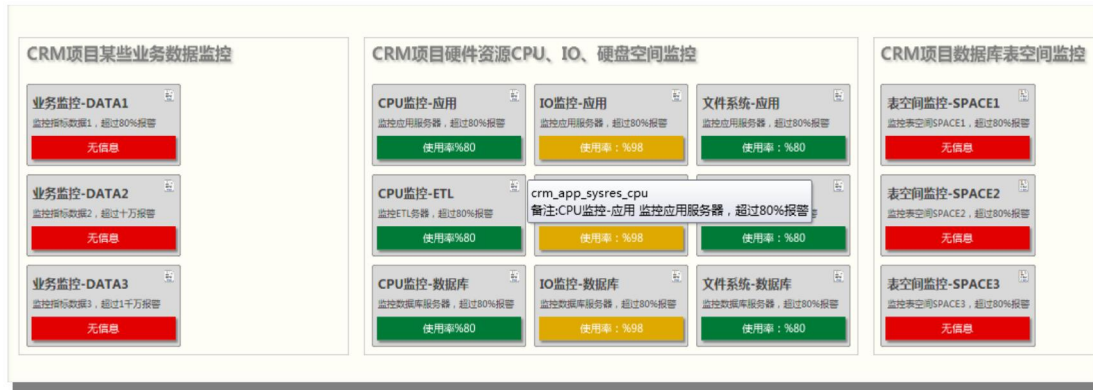 CRM项目某些业务数据监控
业务监控-DATA1
监控指标数据1，超过80%报警
无信息
业务监控-DATA2
监控指标数据2，超过十万报警
无信息
业务监控-DATA3
监控指标数据3，超过1千万报警
无信息
CRM项目硬件资源CPU、IO、硬盘空间监控
CPU监控-应用
监控应用服务器，超过80%报警
使用率%80
IO监控-应用
监控应用服务器，超过80%报警
使用率：%98
文件系统-应用
监控应用服务器，超过80%报警
使用率：%80
CPU监控-ETL
监控ETL务器，超过80%报警
使用率%80
crm_app_sysres_cpu
备注:CPU监控-应用 监控应用服务器，超过80%报警
使用率：%98
使用率：%80
CPU监控-数据库
监控数据库服务器，超过80%报警
使用率%80
IO监控-数据库
监控数据库服务器，超过80%报警
使用率：%98
文件系统-数据库
监控数据库服务器，超过80%报警
使用率：%80
CRM项目数据库表空间监控
表空间监控-SPACE1
监控表空间SPACE1，超过80%报警
无信息
表空间监控-SPACE2
监控表空间SPACE2，超过80%报警
无信息
表空间监控-SPACE3
监控表空间SPACE3，超过80%报警
无信息